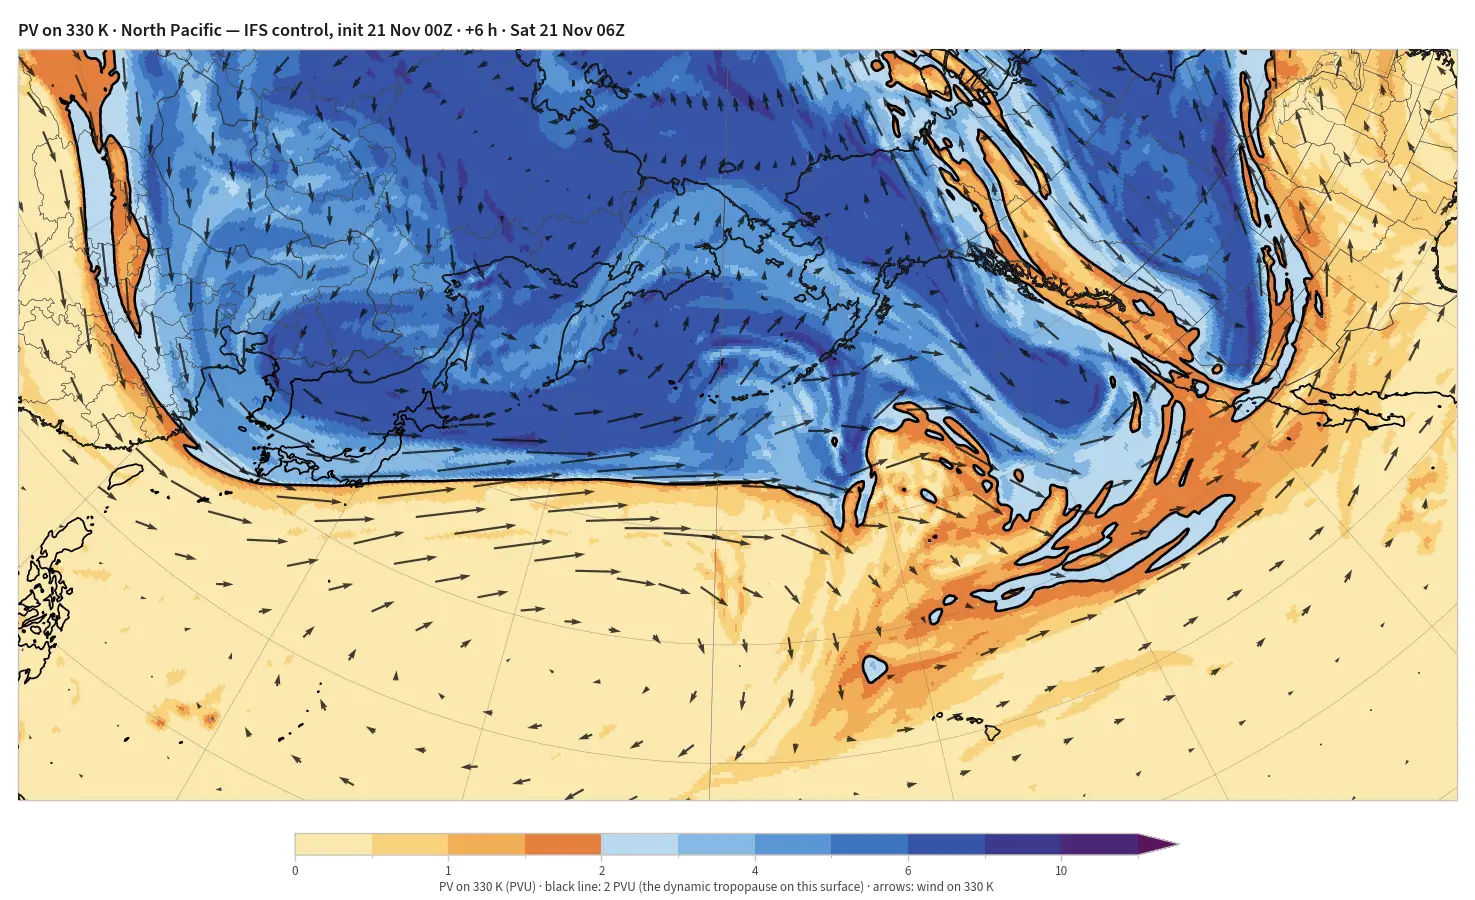 PV on 330 K · North Pacific — IFS control, init 21 Nov 00Z · +6 h · Sat 21 Nov 06Z
0 1 2 4 6 10
PV on 330 K (PVU) · black line: 2 PVU (the dynamic tropopause on this surface) · arrows: wind on 330 K